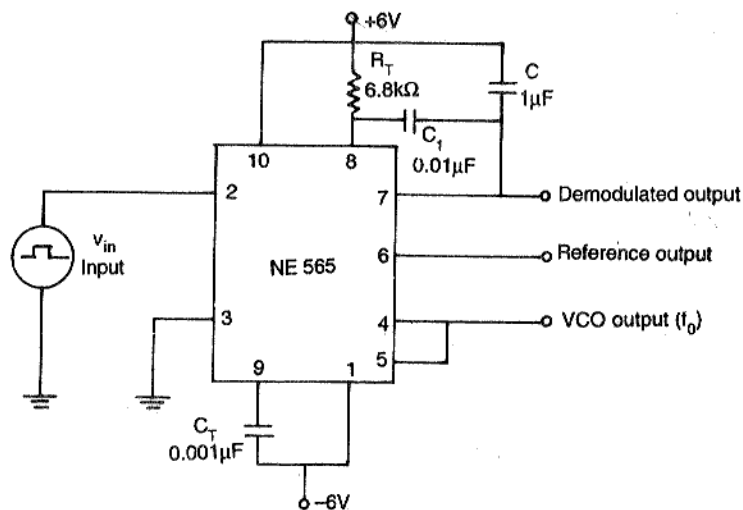 +6V
R_T
6.8kΩ
C
1μF
C_1
0.01μF
10
8
2
7
Demodulated output
v_in
Input
NE 565
6
Reference output
3
4
VCO output (f_0)
5
9
1
C_T
0.001μF
–6V